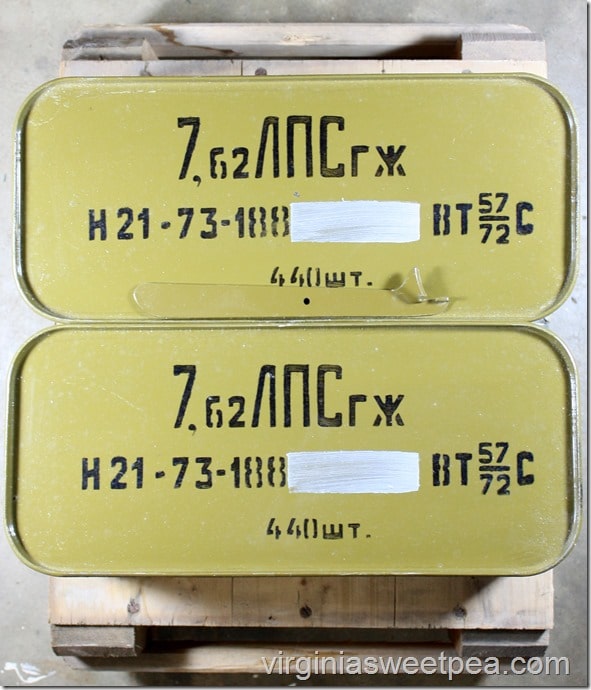 7,62ЛПСгж
Н21-73-188 ВТ 57/72 С
440шт.
7,62ЛПСгж
Н21-73-188 ВТ 57/72 С
440шт.
virginiasweetpea.com